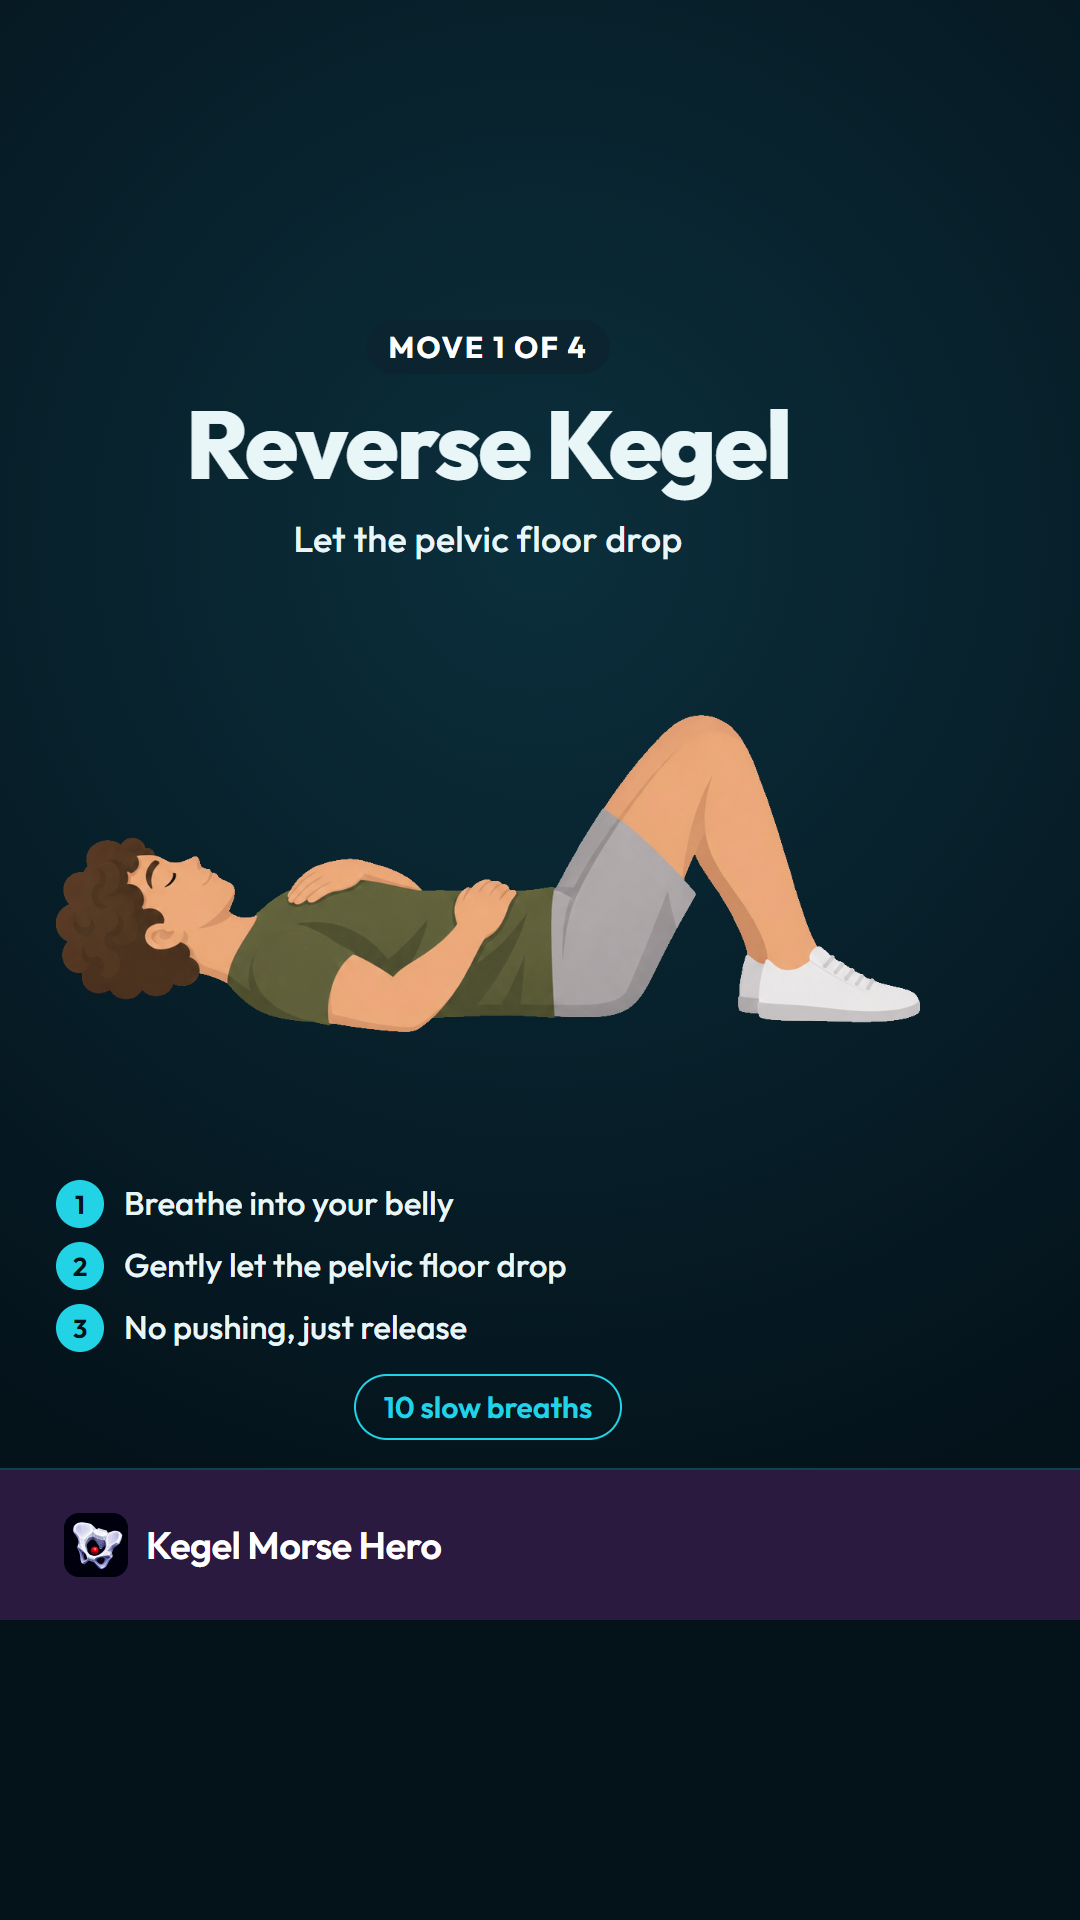 MOVE 1 OF 4
Reverse Kegel
Let the pelvic floor drop
1 Breathe into your belly
2 Gently let the pelvic floor drop
3 No pushing, just release
10 slow breaths
Kegel Morse Hero